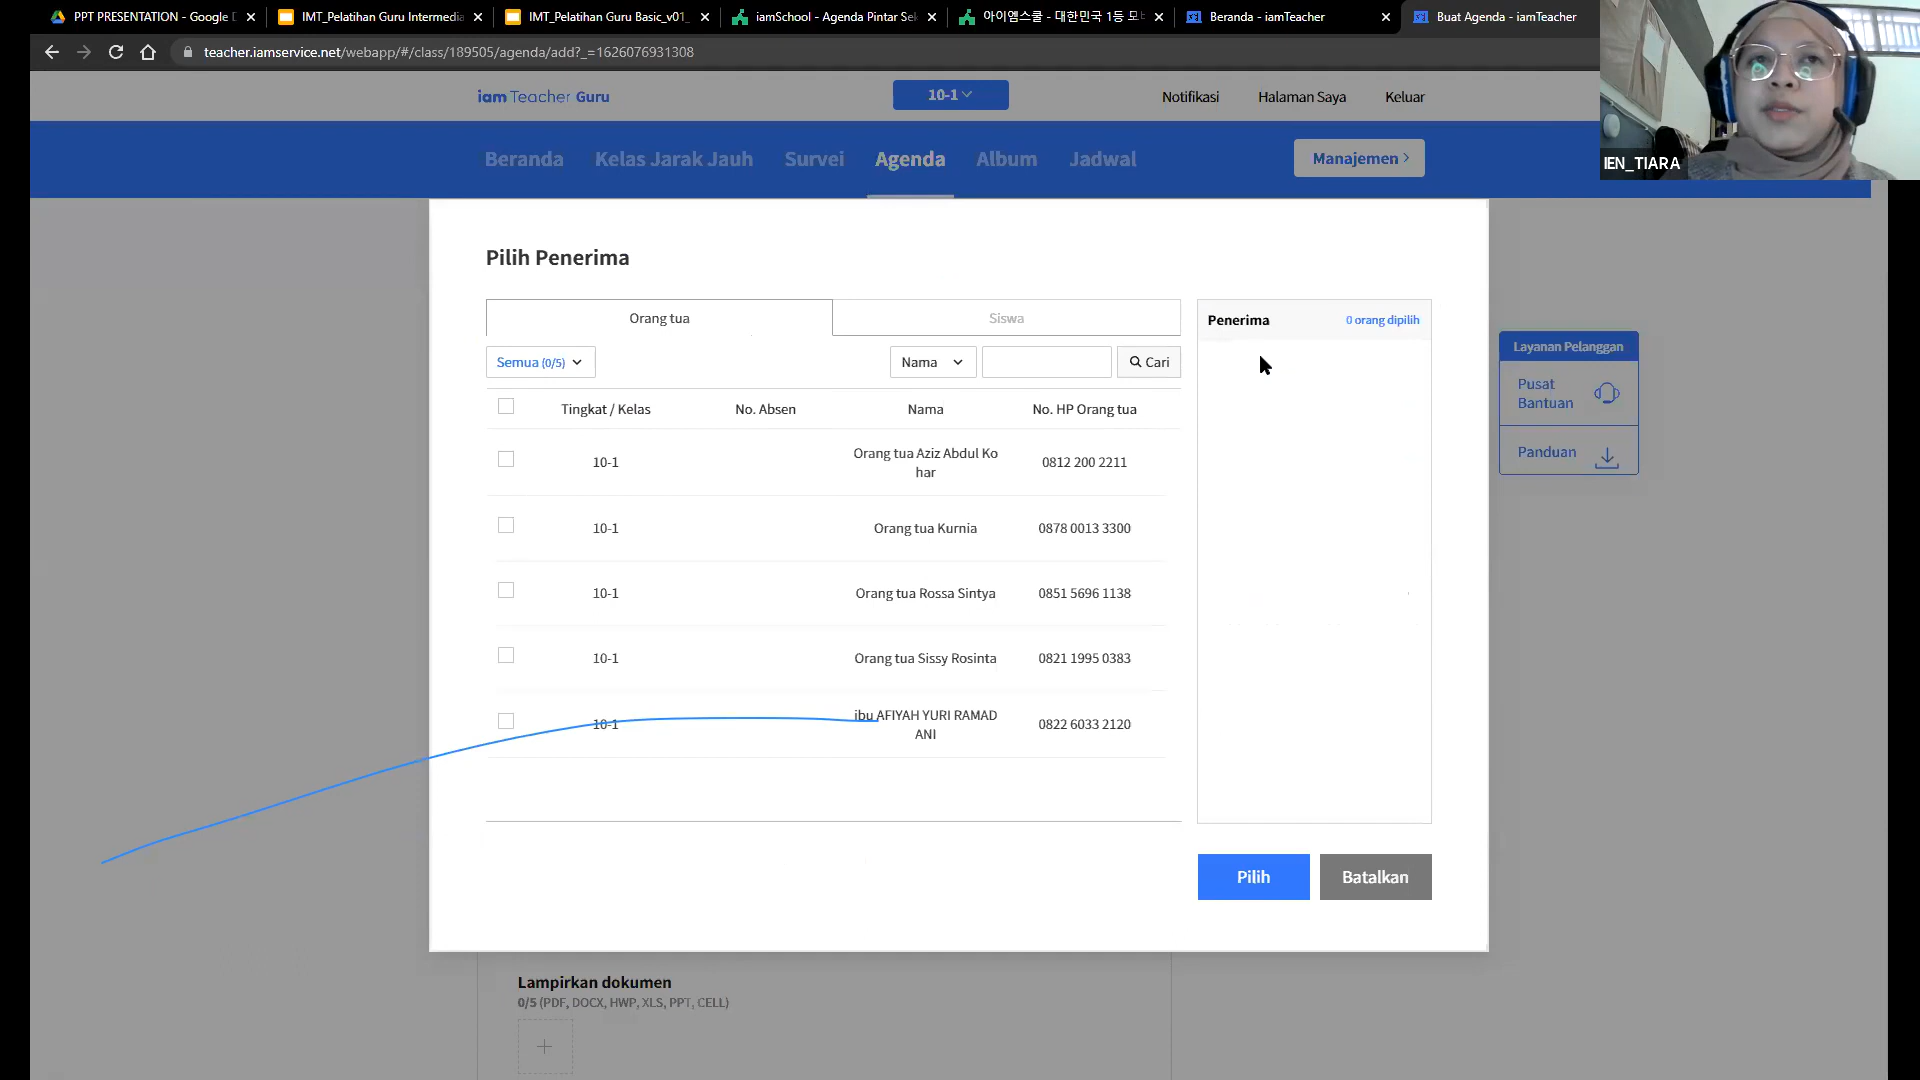 PPT PRESENTATION - Google D
IMT_Pelatihan Guru Intermedia
IMT_Pelatihan Guru Basic_v01_
iamSchool - Agenda Pintar Sek
아이엠스쿨 - 대한민국 1등 모바
Beranda - iamTeacher
Buat Agenda - iamTeacher
teacher.iamservice.net/webapp/#/class/189505/agenda/add?_=1626076931308
iamTeacher Guru
10-1
Notifikasi
Halaman Saya
Keluar
IEN_TIARA
Beranda
Kelas Jarak Jauh
Survei
Agenda
Album
Jadwal
Manajemen
Pilih Penerima
Orang tua
Siswa
Penerima
0 orang dipilih
Semua (0/5)
Nama
Cari
Layanan Pelanggan
Pusat
Bantuan
Panduan
Tingkat / Kelas No. Absen Nama No. HP Orang tua
10-1 Orang tua Aziz Abdul Ko
har 0812 200 2211
10-1 Orang tua Kurnia 0878 0013 3300
10-1 Orang tua Rossa Sintya 0851 5696 1138
10-1 Orang tua Sissy Rosinta 0821 1995 0383
10-1 ibu AFIYAH YURI RAMAD
ANI 0822 6033 2120
Pilih
Batalkan
Lampirkan dokumen
0/5 (PDF, DOCX, HWP, XLS, PPT, CELL)